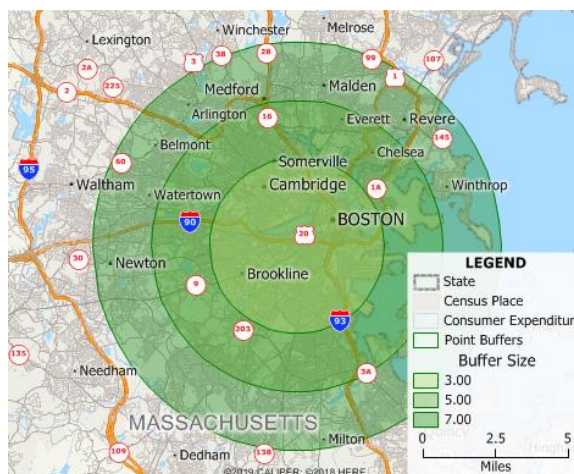 Lexington
Winchester
Melrose
3
38
28
99
107
2A
1
2
225
Medford
Malden
Arlington
16
Everett
Revere
145
Belmont
Chelsea
60
Somerville
95
Waltham
Watertown
Cambridge
1A
Winthrop
90
BOSTON
20
30
Newton
9
Brookline
93
203
135
Needham
3A
MASSACHUSETTS
Milton
109
Dedham
138
©2019 CALIPER; ©2018 HERE
LEGEND
State
Census Place
Consumer Expenditur
Point Buffers
Buffer Size
3.00
5.00
7.00
0 2.5 5
Miles